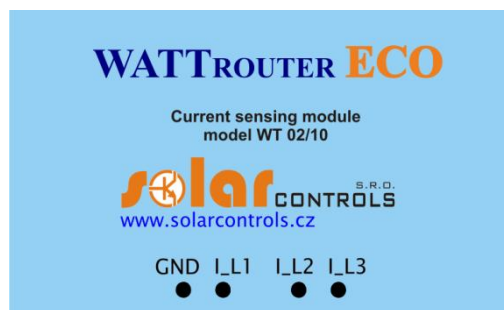 WATTROUTER ECO
Current sensing module
model WT 02/10
solar CONTROLS S.R.O.
www.solarcontrols.cz
GND I_L1 I_L2 I_L3